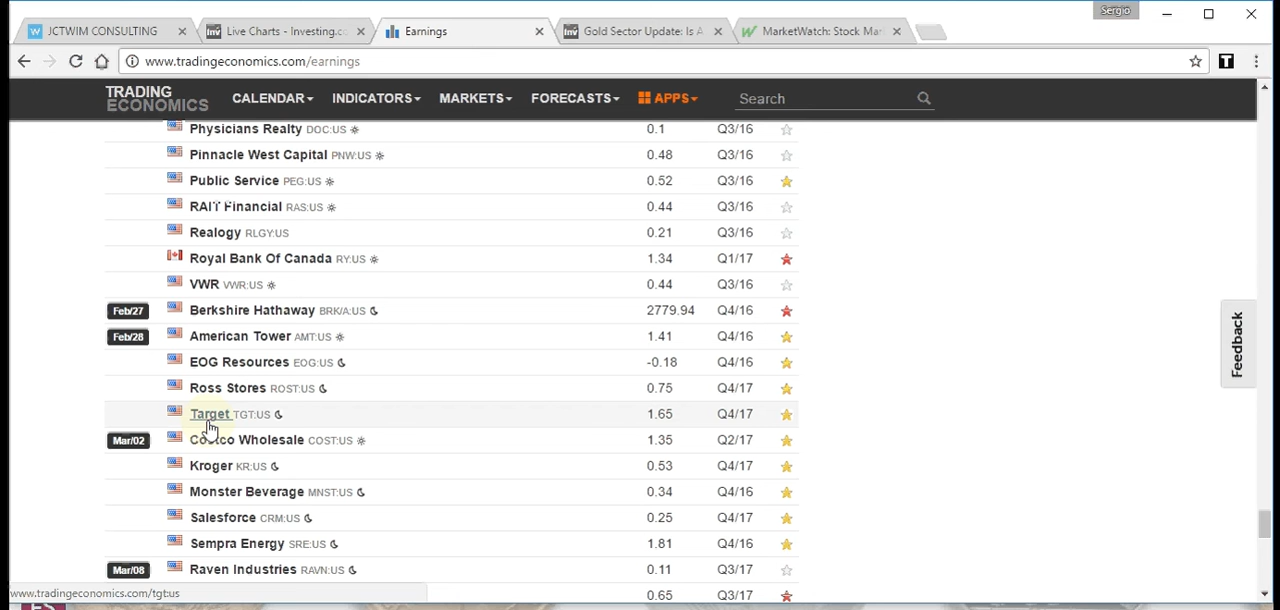 Sergio
JCTWIM CONSULTING
Live Charts - Investing.c
Earnings
Gold Sector Update: Is A
MarketWatch: Stock Mar
www.tradingeconomics.com/earnings
TRADING
ECONOMICS
CALENDAR
INDICATORS
MARKETS
FORECASTS
APPS
Search
Physicians Realty DOC:US 0.1 Q3/16
Pinnacle West Capital PNW:US 0.48 Q3/16
Public Service PEG:US 0.52 Q3/16
RAIT Financial RAS:US 0.44 Q3/16
Realogy RLGY:US 0.21 Q3/16
Royal Bank Of Canada RY:US 1.34 Q1/17
VWR VWR:US 0.44 Q3/16
Feb/27 Berkshire Hathaway BRK/A:US 2779.94 Q4/16
Feb/28 American Tower AMT:US 1.41 Q4/16
EOG Resources EOG:US -0.18 Q4/16
Ross Stores ROST:US 0.75 Q4/17
Target TGT:US 1.65 Q4/17
Mar/02 Costco Wholesale COST:US 1.35 Q2/17
Kroger KR:US 0.53 Q4/17
Monster Beverage MNST:US 0.34 Q4/16
Salesforce CRM:US 0.25 Q4/17
Sempra Energy SRE:US 1.81 Q4/16
Mar/08 Raven Industries RAVN:US 0.11 Q3/17
0.65 Q3/17
Feedback
www.tradingeconomics.com/tgt:us